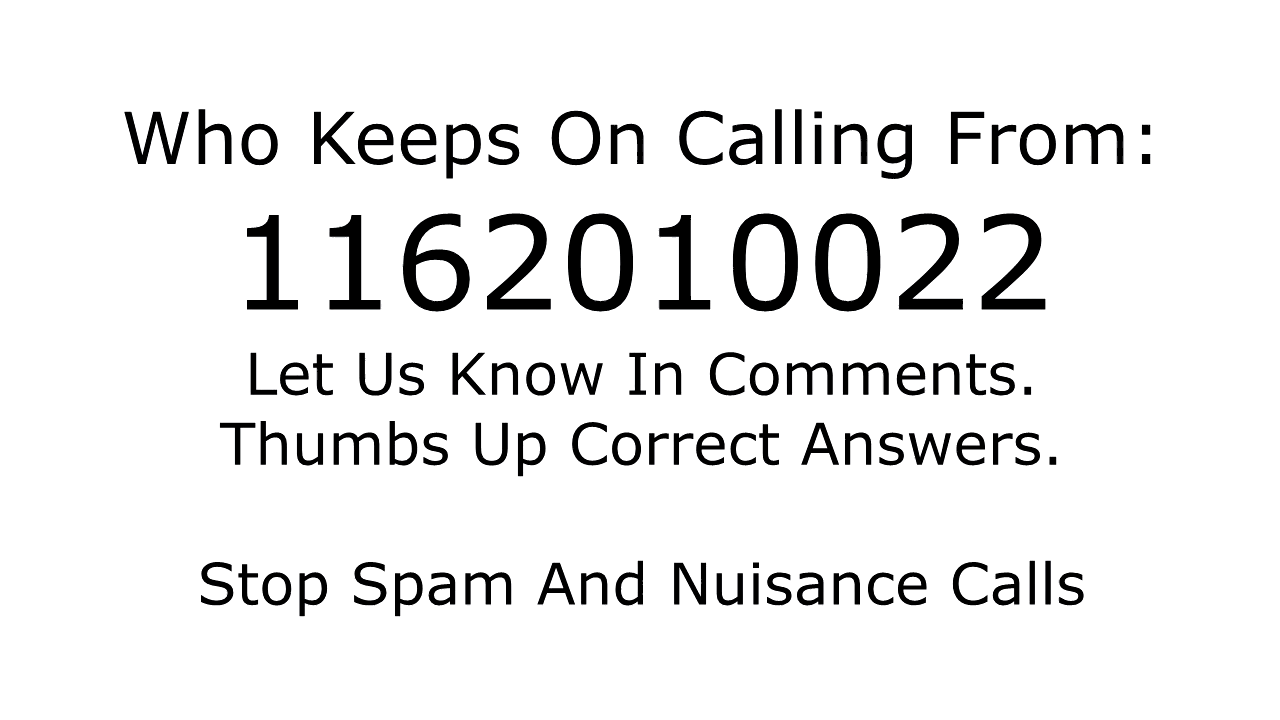 Who Keeps On Calling From:
1162010022
Let Us Know In Comments.
Thumbs Up Correct Answers.
Stop Spam And Nuisance Calls